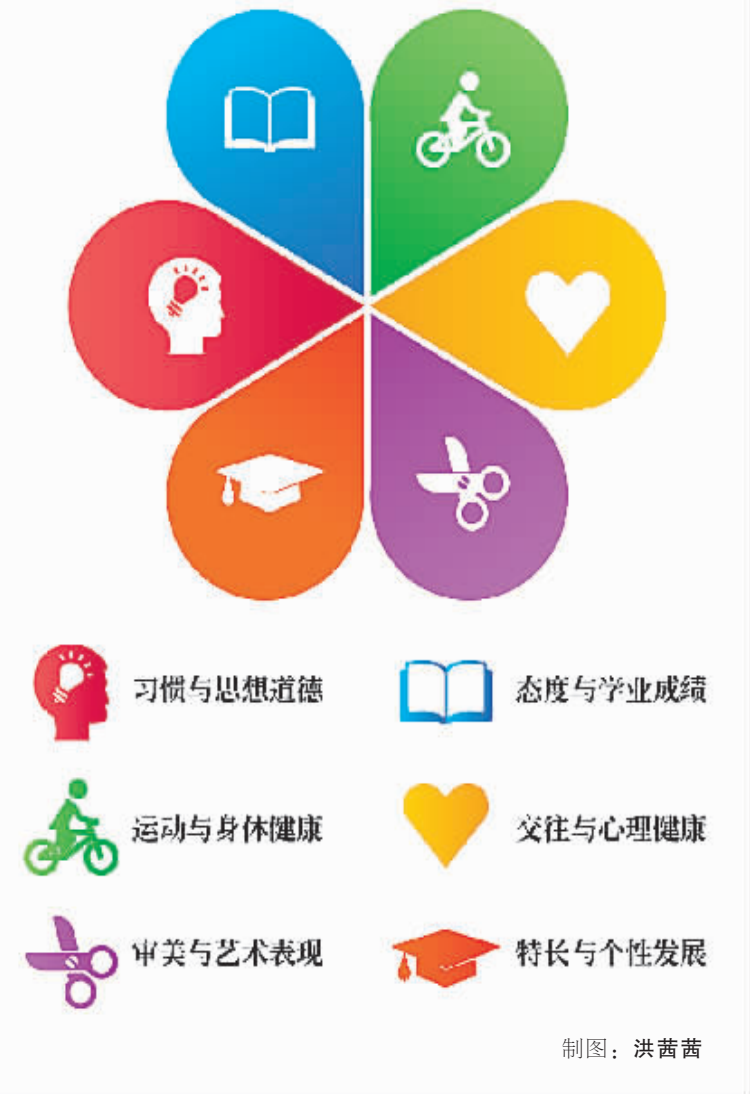 习惯与思想道德
态度与学业成绩
运动与身体健康
交往与心理健康
审美与艺术表现
特长与个性发展
制图：洪茜茜